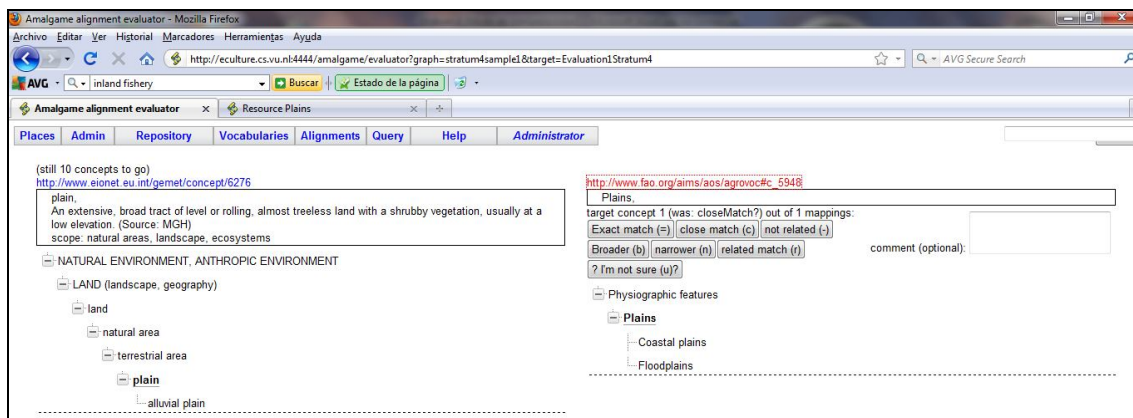 Amalgame alignment evaluator - Mozilla Firefox
Archivo Editar Ver Historial Marcadores Herramientas Ayuda
http://eculture.cs.vu.nl:4444/amalgame/evaluator?graph=stratum4sample1&target=Evaluation1Stratum4
AVG Secure Search
AVG inland fishery Buscar Estado de la página
Amalgame alignment evaluator x Resource Plains x
Places Admin Repository Vocabularies Alignments Query Help Administrator
(still 10 concepts to go)
http://www.eionet.eu.int/gemet/concept/6276
plain,
An extensive, broad tract of level or rolling, almost treeless land with a shrubby vegetation, usually at a
low elevation. (Source: MGH)
scope: natural areas, landscape, ecosystems
NATURAL ENVIRONMENT, ANTHROPIC ENVIRONMENT
LAND (landscape, geography)
land
natural area
terrestrial area
plain
alluvial plain
http://www.fao.org/aims/aos/agrovoc#c_5948
Plains,
target concept 1 (was: closeMatch?) out of 1 mappings:
Exact match (=) close match (c) not related (-)
Broader (b) narrower (n) related match (r)
comment (optional):
? I'm not sure (u)?
Physiographic features
Plains
Coastal plains
Floodplains